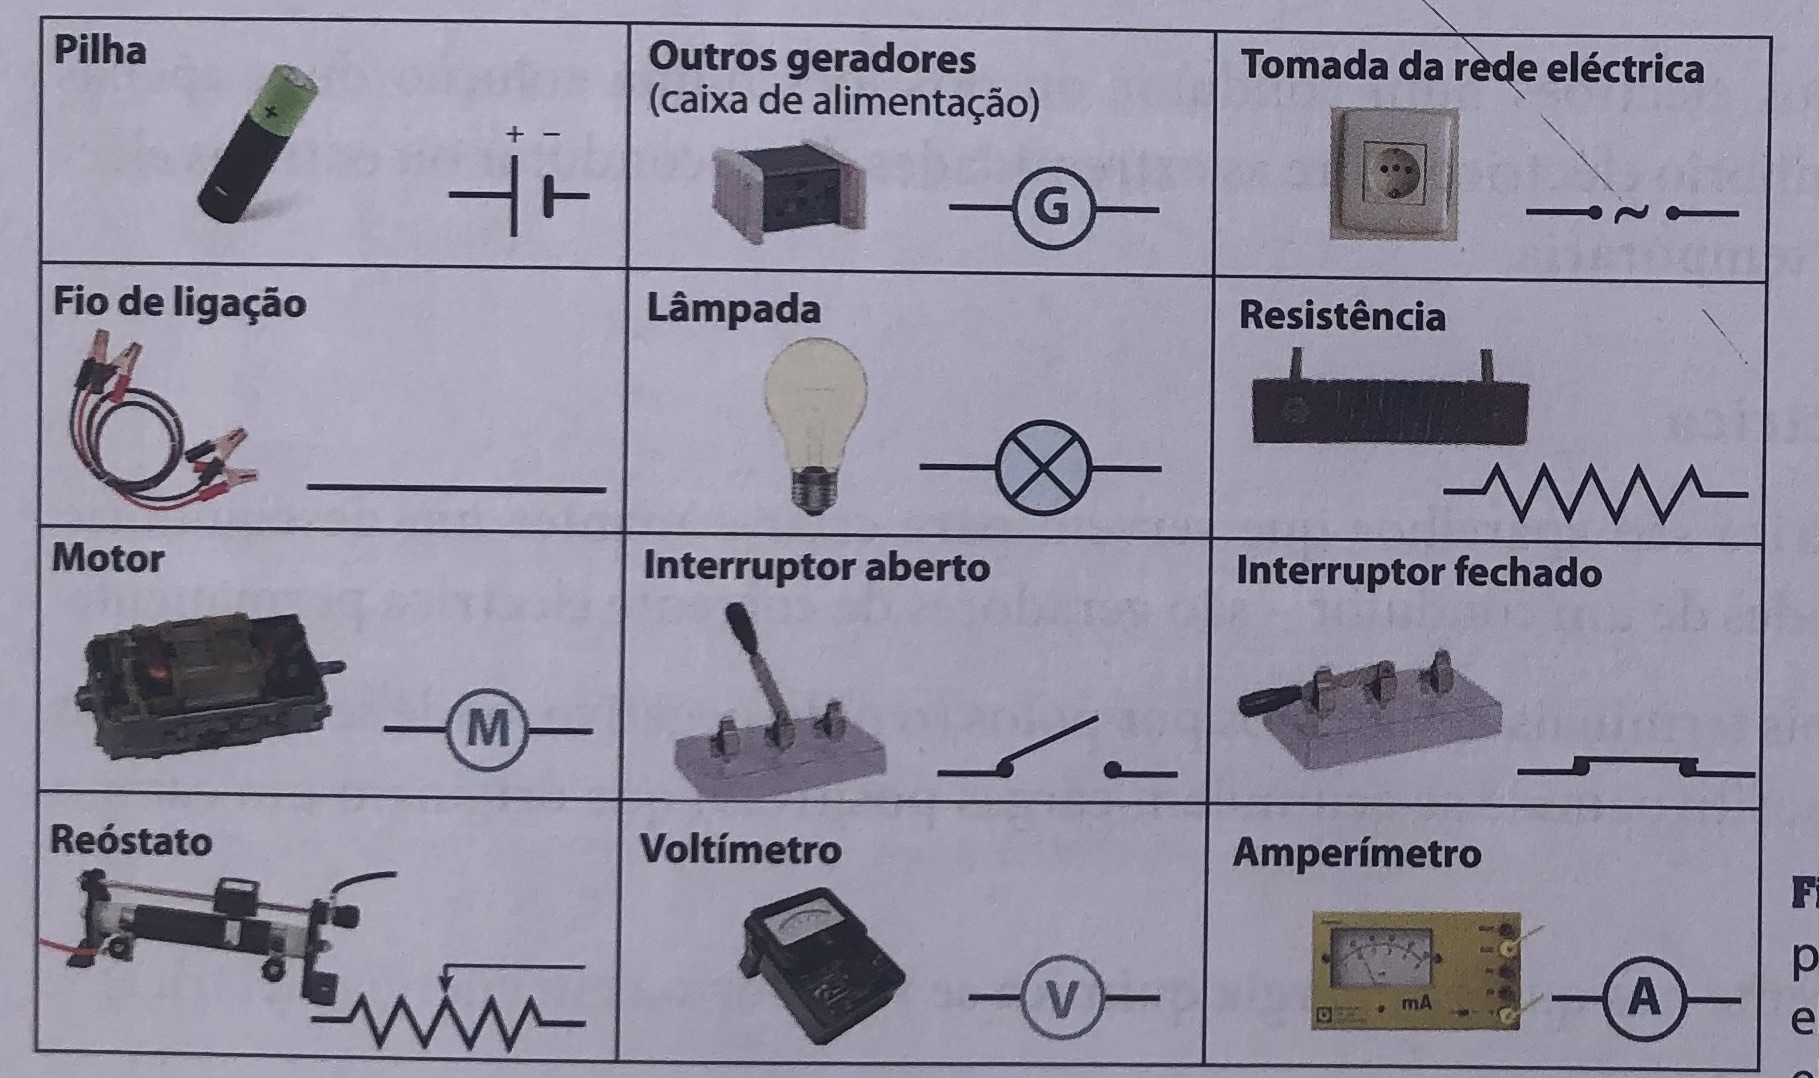 Pilha
+ −
Outros geradores
(caixa de alimentação)
G
Tomada da rede eléctrica
~
Fio de ligação
Lâmpada
Resistência
Motor
M
Interruptor aberto
Interruptor fechado
Reóstato
Voltímetro
V
Amperímetro
mA
A
p
e